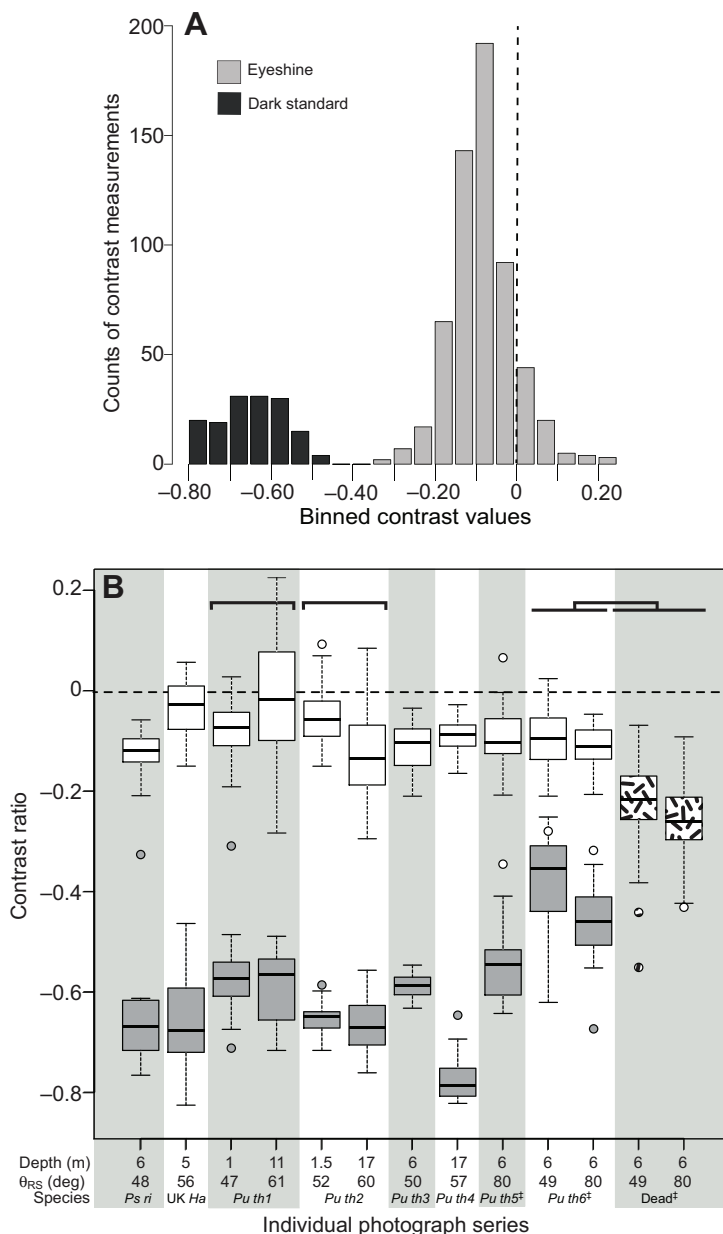 A
200
150
100
50
0
Counts of contrast measurements
Eyeshine
Dark standard
–0.80 –0.60 –0.40 –0.20 0 0.20
Binned contrast values
B
0.2
0
–0.2
–0.4
–0.6
–0.8
Contrast ratio
Depth (m) 6 5 1 11 1.5 17 6 17 6 6 6 6 6
θRS (deg) 48 56 47 61 52 60 50 57 80 49 80 49 80
Species Ps ri UK Ha Pu th1 Pu th2 Pu th3 Pu th4 Pu th5‡ Pu th6‡ Dead‡
Individual photograph series